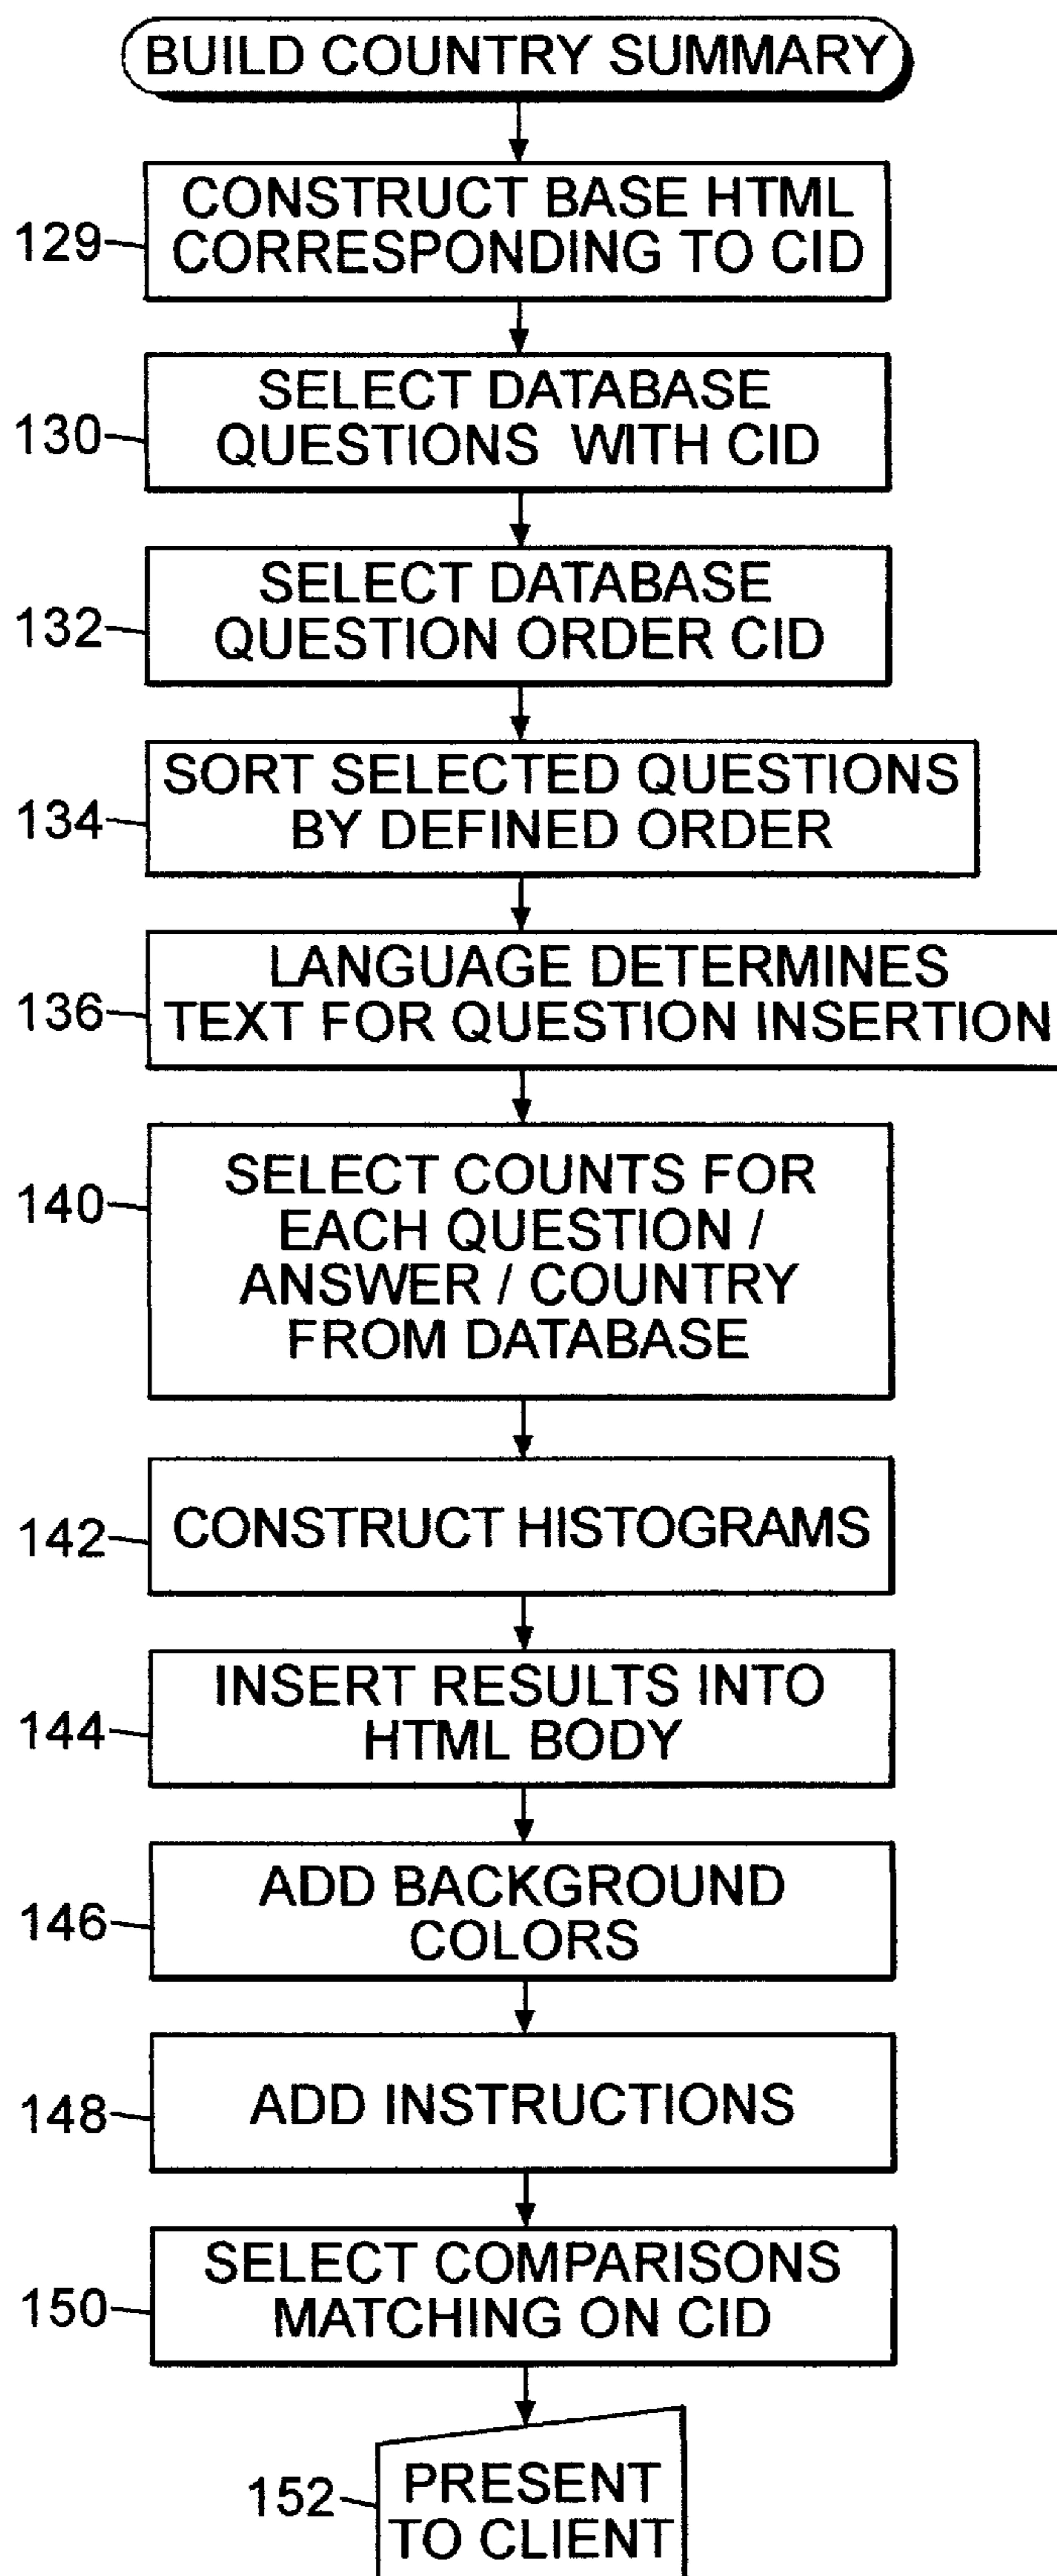 BUILD COUNTRY SUMMARY
CONSTRUCT BASE HTML
129 CORRESPONDING TO CID
SELECT DATABASE
130 QUESTIONS WITH CID
SELECT DATABASE
132 QUESTION ORDER CID
SORT SELECTED QUESTIONS
134 BY DEFINED ORDER
LANGUAGE DETERMINES
136 TEXT FOR QUESTION INSERTION
SELECT COUNTS FOR
140 EACH QUESTION /
ANSWER / COUNTRY
FROM DATABASE
142 CONSTRUCT HISTOGRAMS
INSERT RESULTS INTO
144 HTML BODY
ADD BACKGROUND
146 COLORS
148 ADD INSTRUCTIONS
SELECT COMPARISONS
150 MATCHING ON CID
152 PRESENT
TO CLIENT